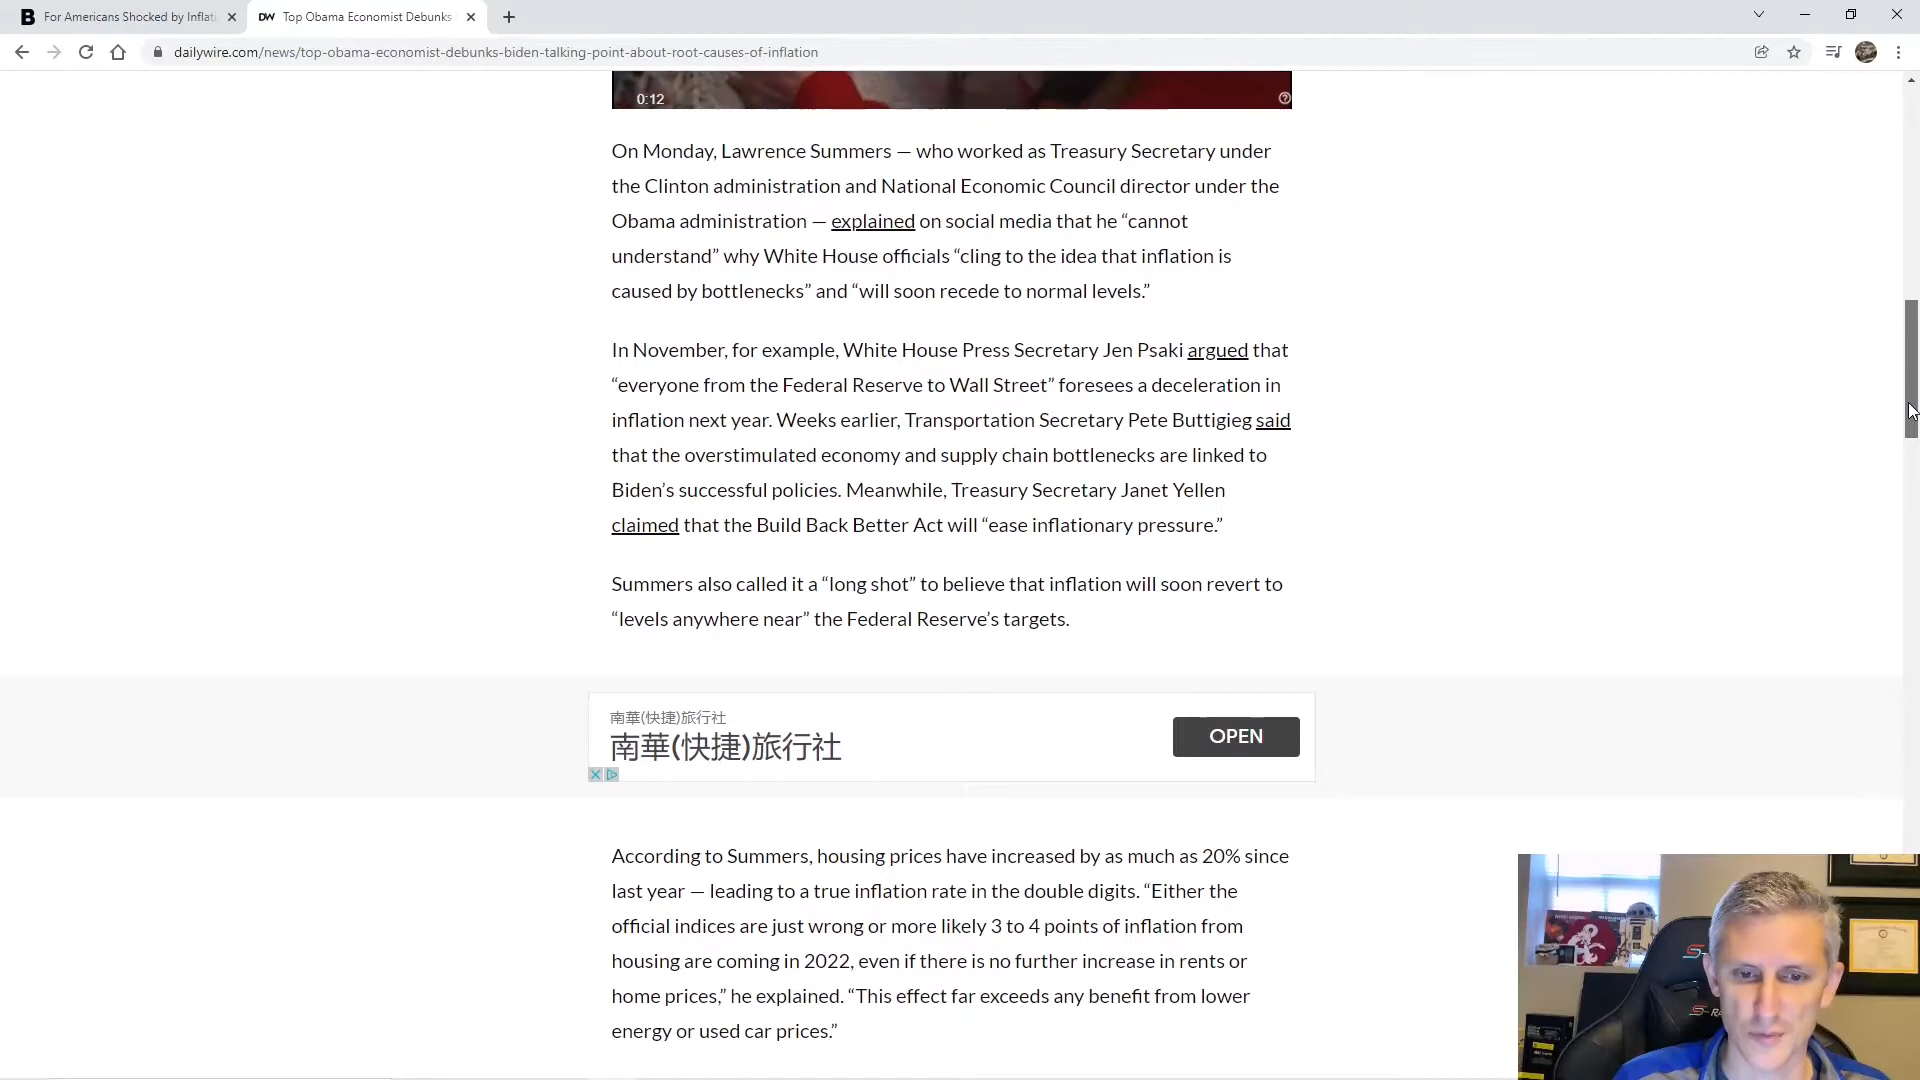 For Americans Shocked by Inflati
DW Top Obama Economist Debunks
dailywire.com/news/top-obama-economist-debunks-biden-talking-point-about-root-causes-of-inflation
0:12
On Monday, Lawrence Summers — who worked as Treasury Secretary under
the Clinton administration and National Economic Council director under the
Obama administration — explained on social media that he “cannot
understand” why White House officials “cling to the idea that inflation is
caused by bottlenecks” and “will soon recede to normal levels.”
In November, for example, White House Press Secretary Jen Psaki argued that
“everyone from the Federal Reserve to Wall Street” foresees a deceleration in
inflation next year. Weeks earlier, Transportation Secretary Pete Buttigieg said
that the overstimulated economy and supply chain bottlenecks are linked to
Biden’s successful policies. Meanwhile, Treasury Secretary Janet Yellen
claimed that the Build Back Better Act will “ease inflationary pressure.”
Summers also called it a “long shot” to believe that inflation will soon revert to
“levels anywhere near” the Federal Reserve’s targets.
南華(快捷)旅行社
南華(快捷)旅行社
OPEN
According to Summers, housing prices have increased by as much as 20% since
last year — leading to a true inflation rate in the double digits. “Either the
official indices are just wrong or more likely 3 to 4 points of inflation from
housing are coming in 2022, even if there is no further increase in rents or
home prices,” he explained. “This effect far exceeds any benefit from lower
energy or used car prices.”